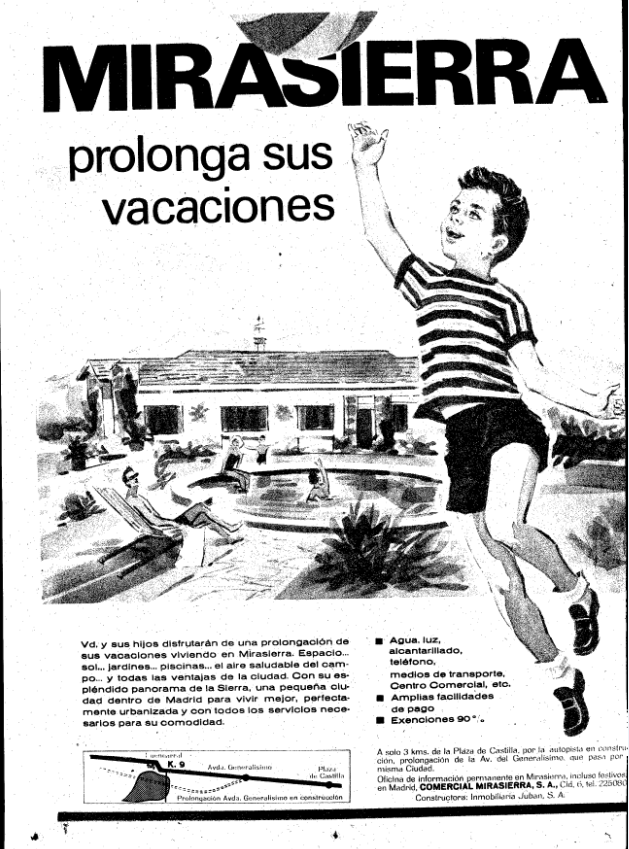 MIRASIERRA
prolonga sus
vacaciones
Vd. y sus hijos disfrutarán de una prolongación de
sus vacaciones viviendo en Mirasierra. Espacio...
sol... jardines... piscinas... el aire saludable del cam-
po... y todas las ventajas de la ciudad. Con su es-
pléndido panorama de la Sierra, una pequeña ciu-
dad dentro de Madrid para vivir mejor, perfecta-
mente urbanizada y con todos los servicios nece-
sarios para su comodidad.
■ Agua, luz,
alcantarillado,
teléfono,
medios de transporte,
Centro Comercial, etc.
■ Amplias facilidades
de pago
■ Exenciones 90 %
Fuencarral
K. 9
Avda. Generalísimo
Plaza
de Castilla
Prolongación Avda. Generalísimo en construcción
A solo 3 kms. de la Plaza de Castilla, por la autopista en constru-
cción, prolongación de la Av. del Generalísimo, que pasa por
misma Ciudad.
Oficina de información permanente en Mirasierra, incluso festivos
en Madrid, COMERCIAL MIRASIERRA, S. A., Cid, 6, tel. 225080
Constructora: Inmobiliaria Juban, S. A.